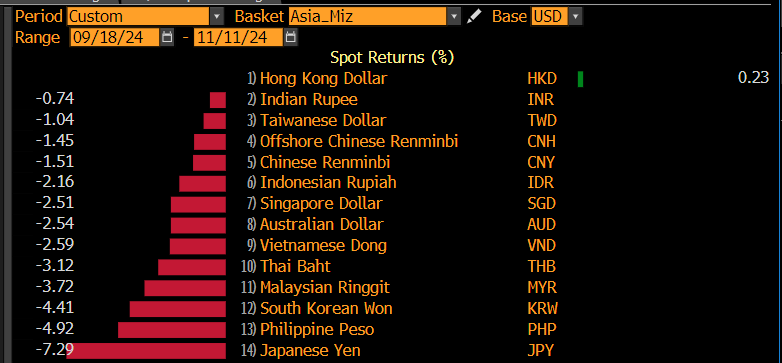 Period Custom Basket Asia_Miz Base USD
Range 09/18/24 - 11/11/24
Spot Returns (%)
1) Hong Kong Dollar HKD 0.23
-0.74 2) Indian Rupee INR
-1.04 3) Taiwanese Dollar TWD
-1.45 4) Offshore Chinese Renminbi CNH
-1.51 5) Chinese Renminbi CNY
-2.16 6) Indonesian Rupiah IDR
-2.51 7) Singapore Dollar SGD
-2.54 8) Australian Dollar AUD
-2.59 9) Vietnamese Dong VND
-3.12 10) Thai Baht THB
-3.72 11) Malaysian Ringgit MYR
-4.41 12) South Korean Won KRW
-4.92 13) Philippine Peso PHP
-7.29 14) Japanese Yen JPY